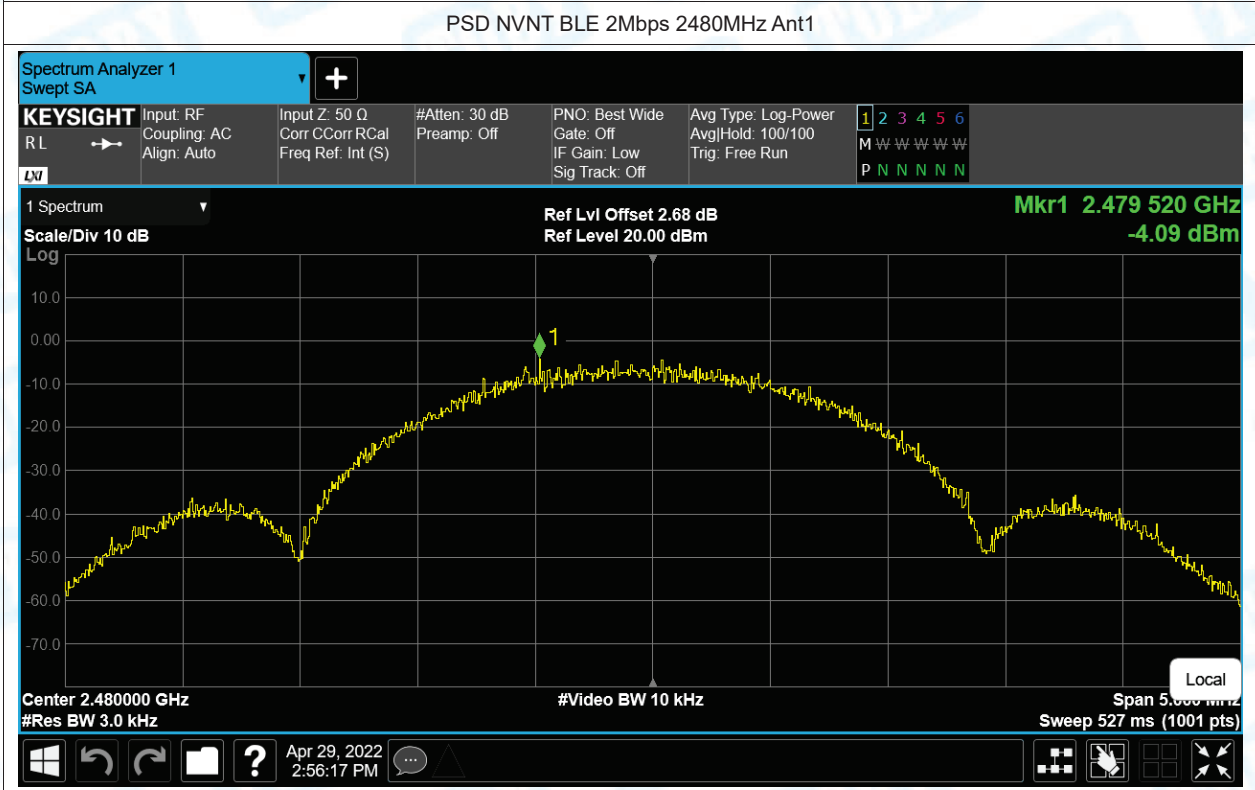 PSD NVNT BLE 2Mbps 2480MHz Ant1
Spectrum Analyzer 1
Swept SA
KEYSIGHT
RL
LXI
Input: RF
Coupling: AC
Align: Auto
Input Z: 50 Ω
Corr CCorr RCal
Freq Ref: Int (S)
#Atten: 30 dB
Preamp: Off
PNO: Best Wide
Gate: Off
IF Gain: Low
Sig Track: Off
Avg Type: Log-Power
Avg|Hold: 100/100
Trig: Free Run
1 2 3 4 5 6
M W W W W W
P N N N N N
1 Spectrum
Scale/Div 10 dB
Log
Ref Lvl Offset 2.68 dB
Ref Level 20.00 dBm
Mkr1 2.479 520 GHz
-4.09 dBm
10.0
0.00
1
-10.0
-20.0
-30.0
-40.0
-50.0
-60.0
-70.0
Center 2.480000 GHz
#Video BW 10 kHz
Span 5.000 MHz
#Res BW 3.0 kHz
Sweep 527 ms (1001 pts)
Local
?
Apr 29, 2022
2:56:17 PM